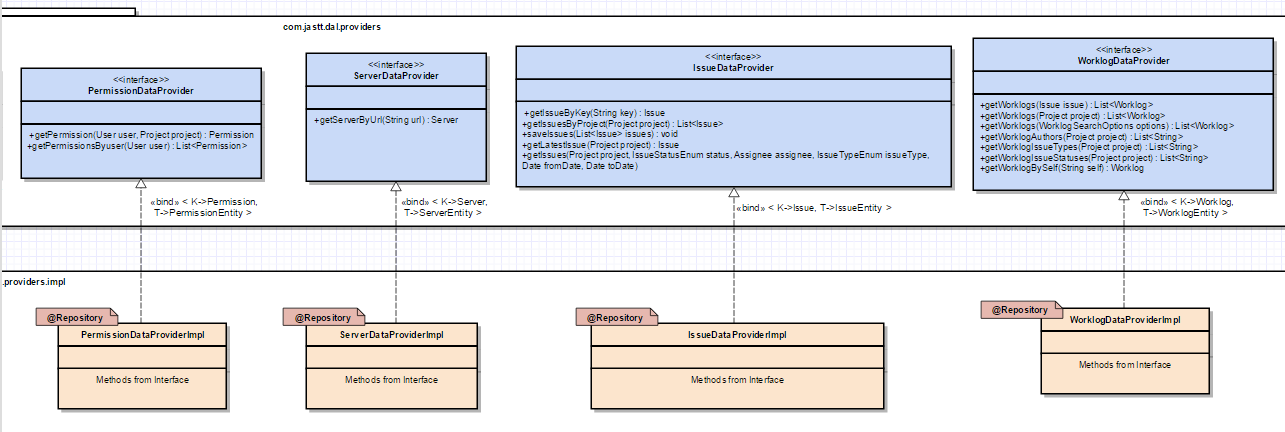 com.jastt.dal.providers
<<interface>>
PermissionDataProvider
+getPermission(User user, Project project) : Permission
+getPermissionsByuser(User user) : List<Permission>
<<interface>>
ServerDataProvider
+getServerByUrl(String url) : Server
<<interface>>
IssueDataProvider
+getIssueByKey(String key) : Issue
+getIssuesByProject(Project project) : List<Issue>
+saveIssues(List<Issue> issues) : void
+getLatestIssue(Project project) : Issue
+getIssues(Project project, IssueStatusEnum status, Assignee assignee, IssueTypeEnum issueType,
Date fromDate, Date toDate)
<<interface>>
WorklogDataProvider
+getWorklogs(Issue issue) : List<Worklog>
+getWorklogs(Project project) : List<Worklog>
+getWorklogs(WorklogSearchOptions options) : List<Worklog>
+getWorklogAuthors(Project project) : List<String>
+getWorklogIssueTypes(Project project) : List<String>
+getWorklogIssueStatuses(Project project) : List<String>
+getWorklogBySelf(String self) : Worklog
«bind» < K->Permission,
T->PermissionEntity >
«bind» < K->Server,
T->ServerEntity >
«bind» < K->Issue, T->IssueEntity >
«bind» < K->Worklog,
T->WorklogEntity >
.providers.impl
@Repository
PermissionDataProviderImpl
Methods from Interface
@Repository
ServerDataProviderImpl
Methods from Interface
@Repository
IssueDataProviderImpl
Methods from Interface
@Repository
WorklogDataProviderImpl
Methods from Interface